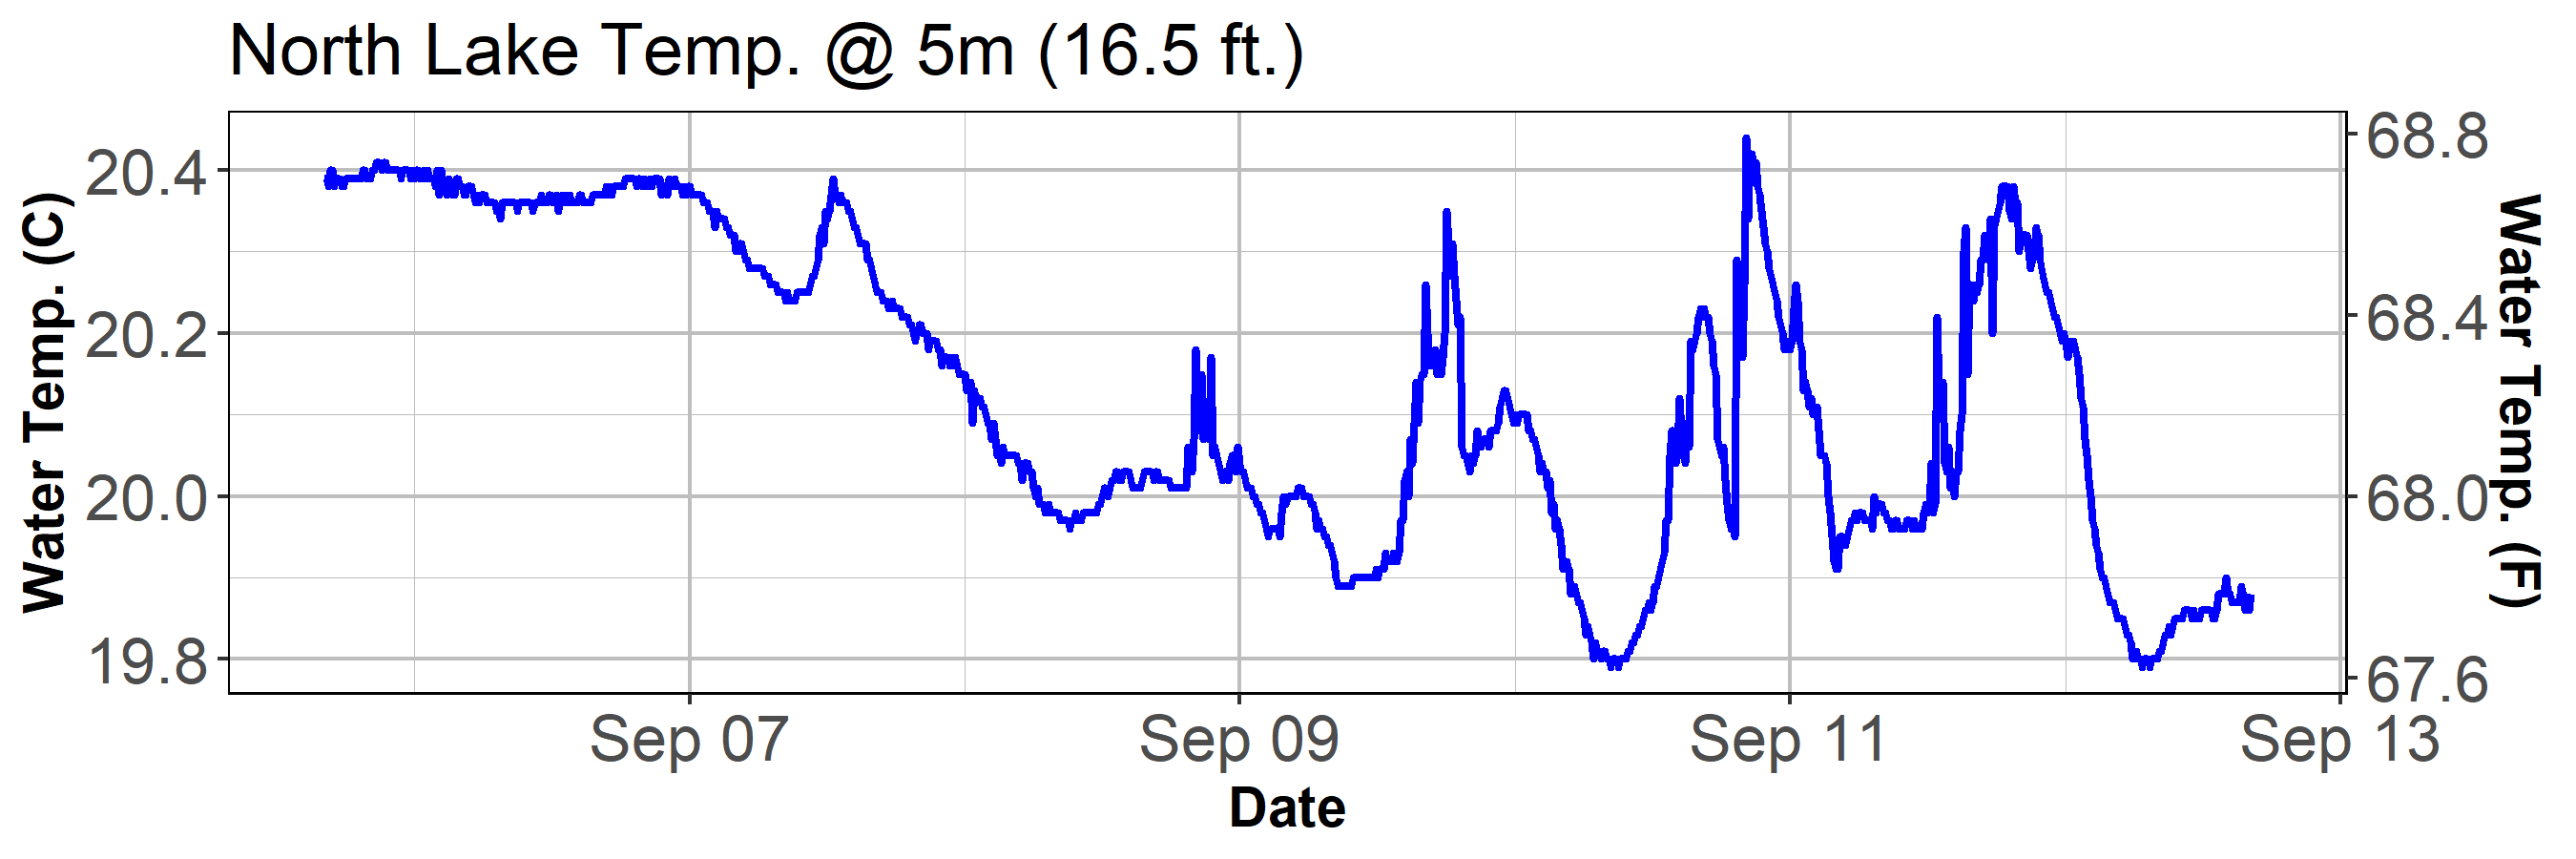 North Lake Temp. @ 5m (16.5 ft.)
Water Temp. (C)
20.4
20.2
20.0
19.8
68.8
68.4
68.0
67.6
Water Temp. (F)
Sep 07 Sep 09 Sep 11 Sep 13
Date